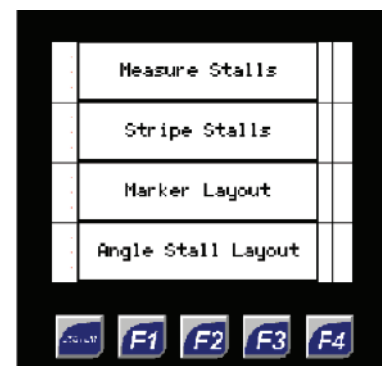 Measure Stalls
Stripe Stalls
Marker Layout
Angle Stall Layout
F1 F2 F3 F4